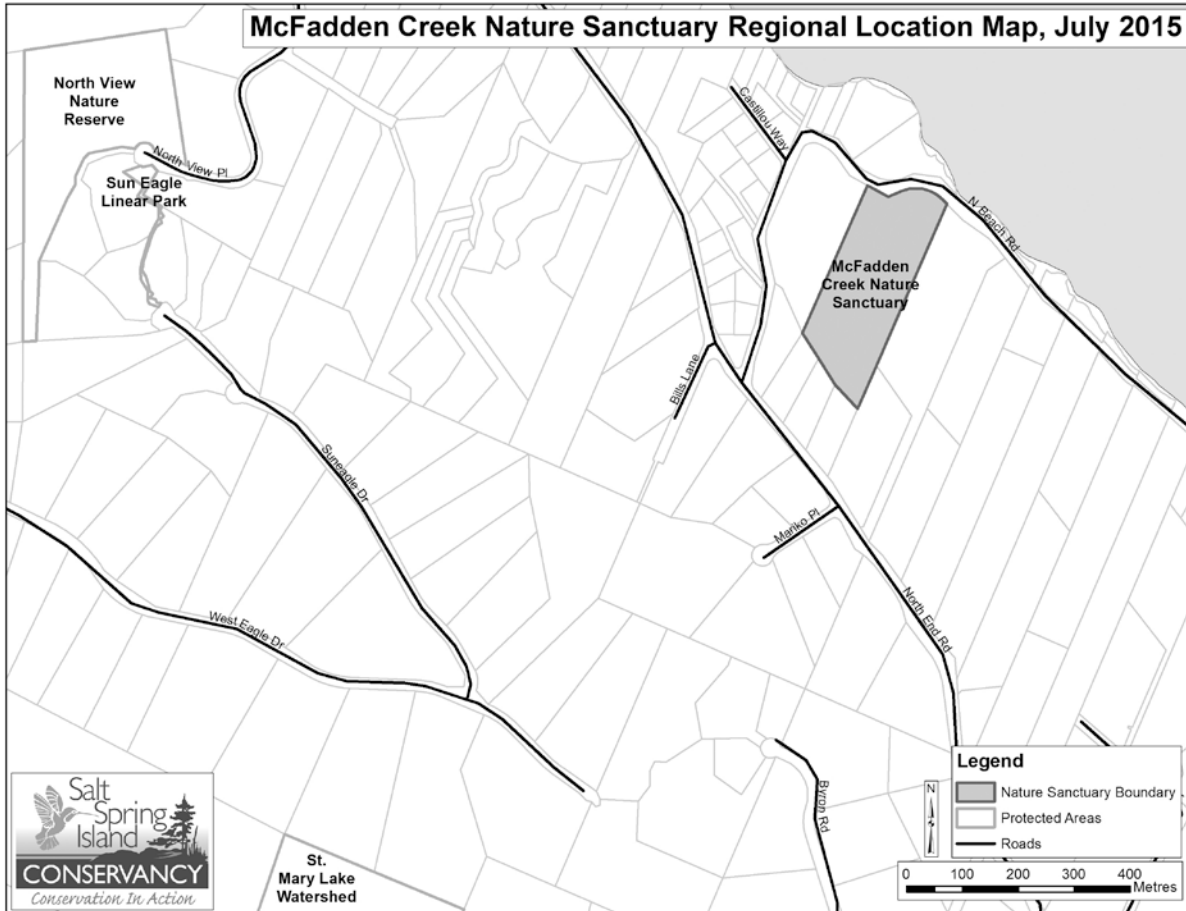 McFadden Creek Nature Sanctuary Regional Location Map, July 2015
North View
Nature
Reserve
North View Pl
Sun Eagle
Linear Park
Castillou Way
N Beach Rd
McFadden
Creek Nature
Sanctuary
Bills Lane
Suneagle Dr
Mariko Pl
North End Rd
West Eagle Dr
Byron Rd
St.
Mary Lake
Watershed
Salt
Spring
Island
CONSERVANCY
Conservation In Action
N
Legend
Nature Sanctuary Boundary
Protected Areas
Roads
0 100 200 300 400
Metres